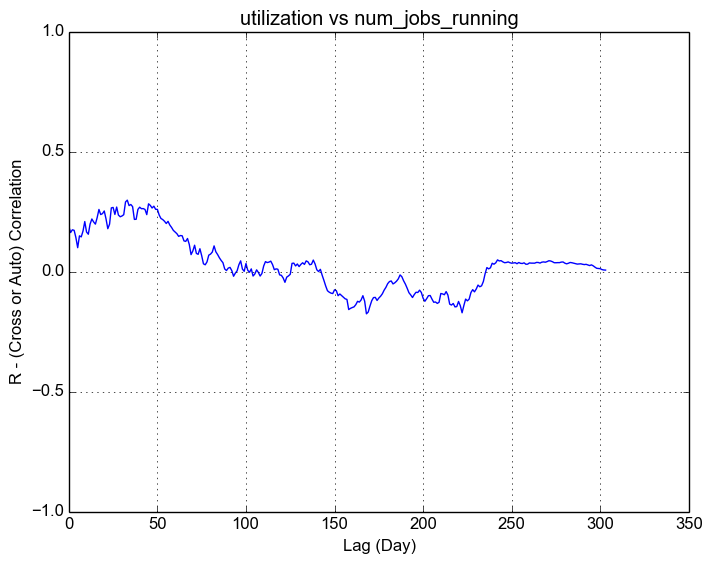 utilization vs num_jobs_running
1.0
0.5
0.0
−0.5
−1.0
R - (Cross or Auto) Correlation
0 50 100 150 200 250 300 350
Lag (Day)